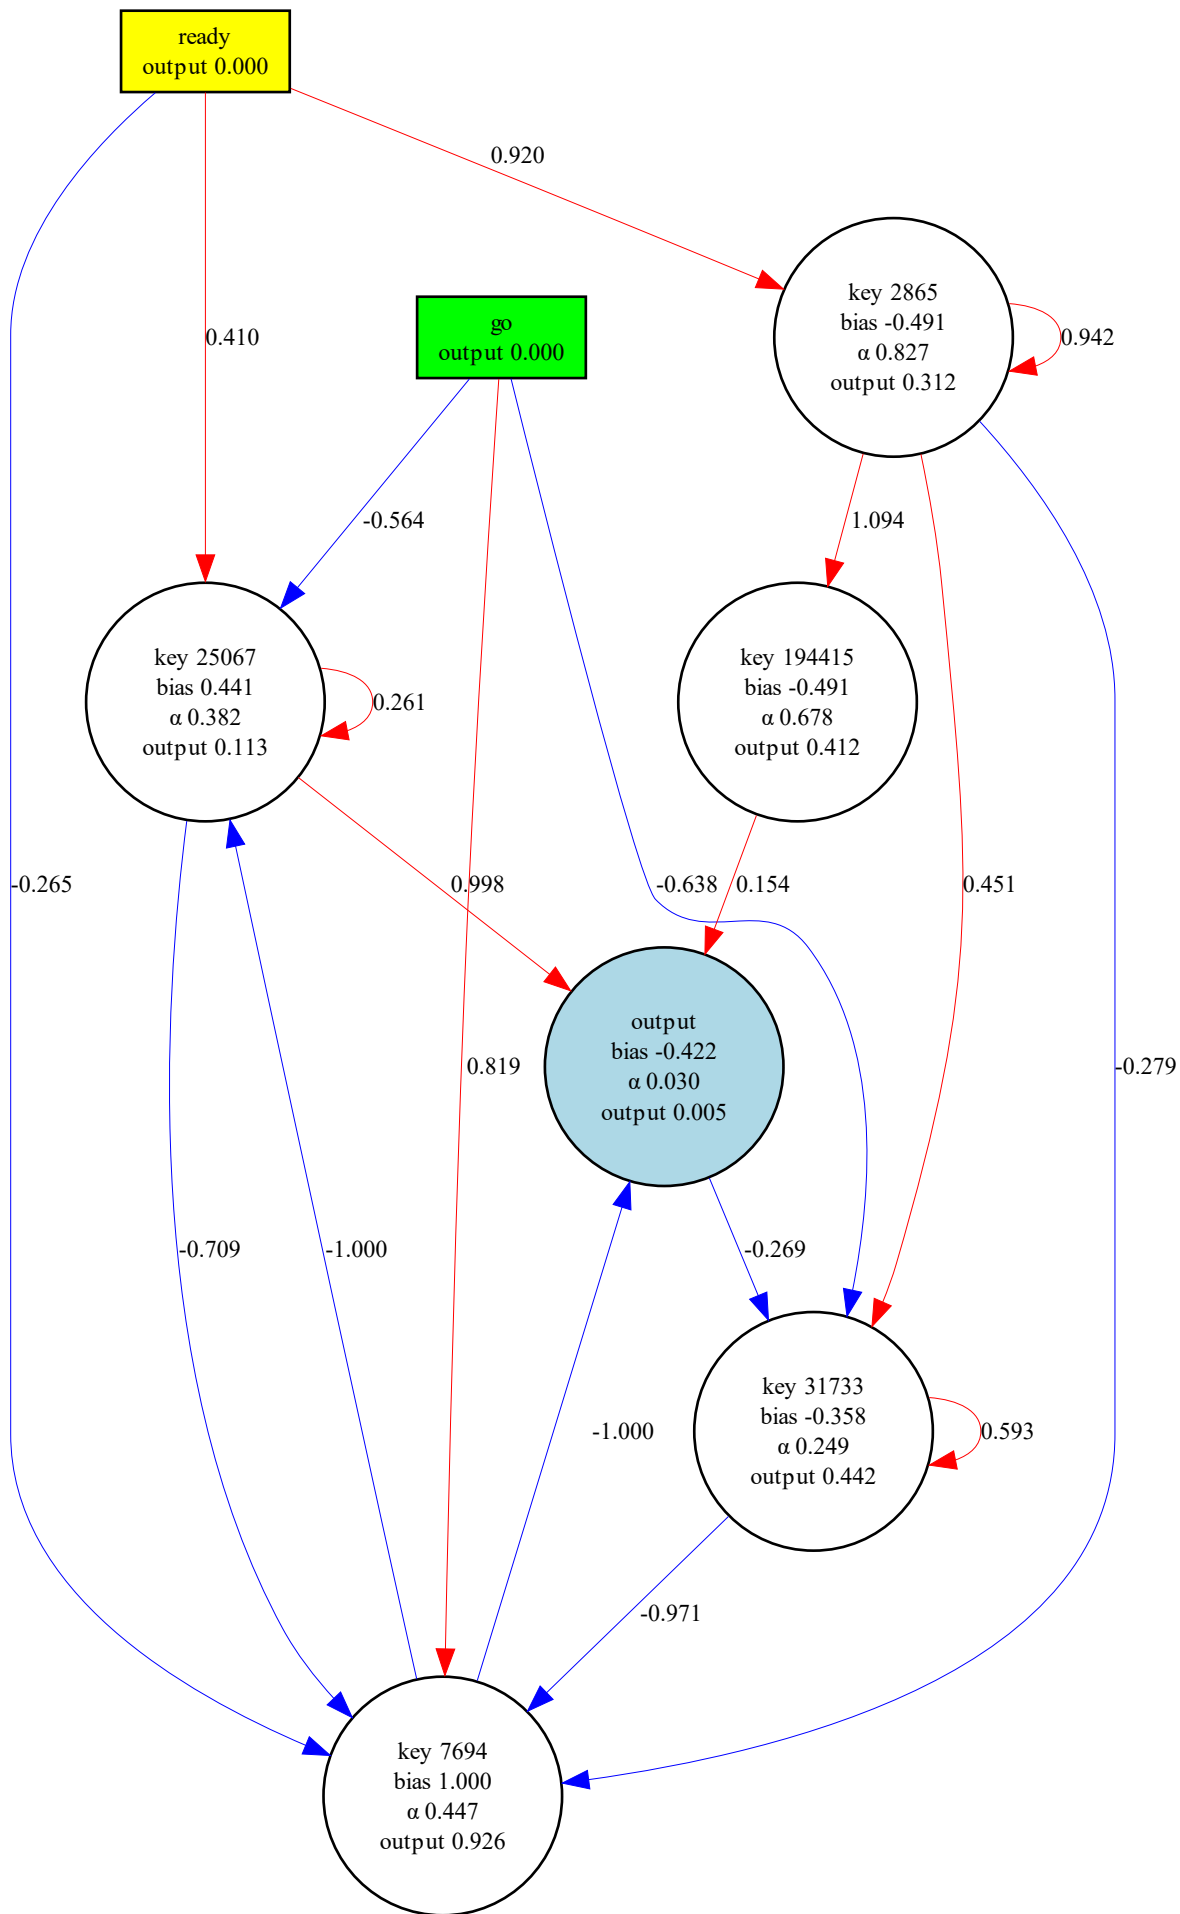 ready
output 0.000
0.920
key 2865
bias -0.491
α 0.827
output 0.312
0.942
go
output 0.000
0.410
-0.564
1.094
key 25067
bias 0.441
α 0.382
output 0.113
0.261
key 194415
bias -0.491
α 0.678
output 0.412
-0.265
0.998
-0.638
0.154
0.451
output
bias -0.422
α 0.030
output 0.005
0.819
-0.279
-0.709
-1.000
-0.269
key 31733
bias -0.358
α 0.249
output 0.442
0.593
-1.000
-0.971
key 7694
bias 1.000
α 0.447
output 0.926